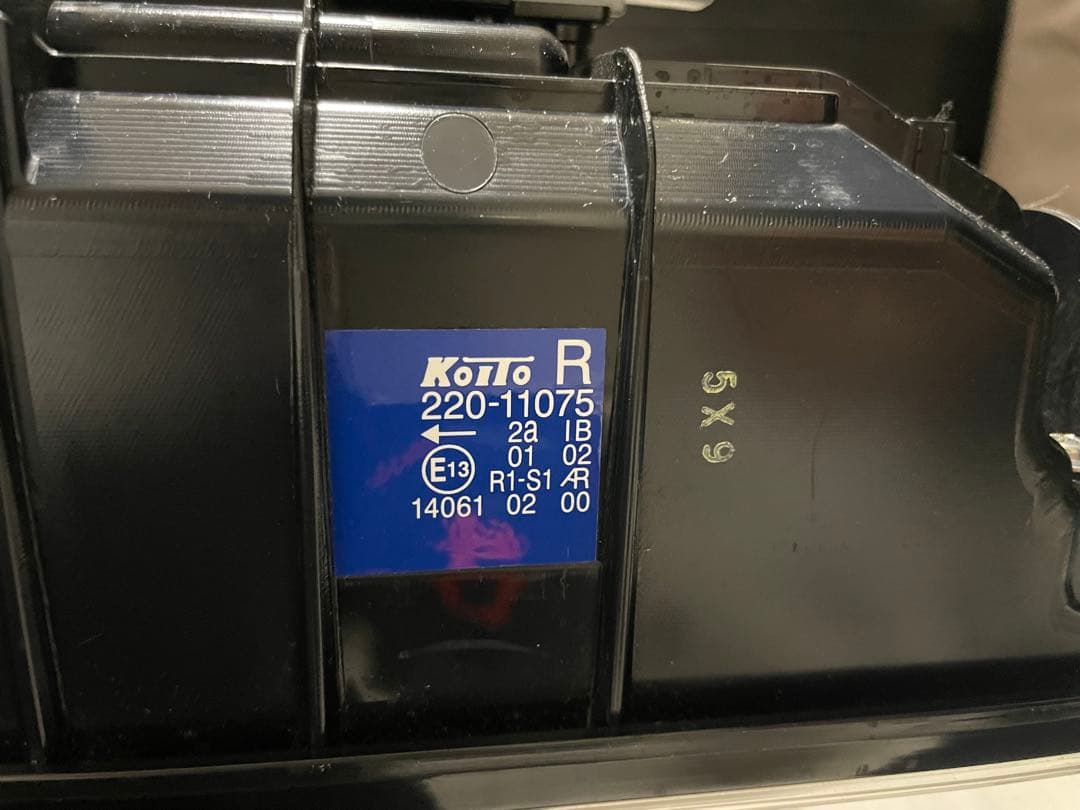 KOITO R
220-11075
← 2a IB
01 02
E13
R1-S1 AR
14061 02 00
5X9